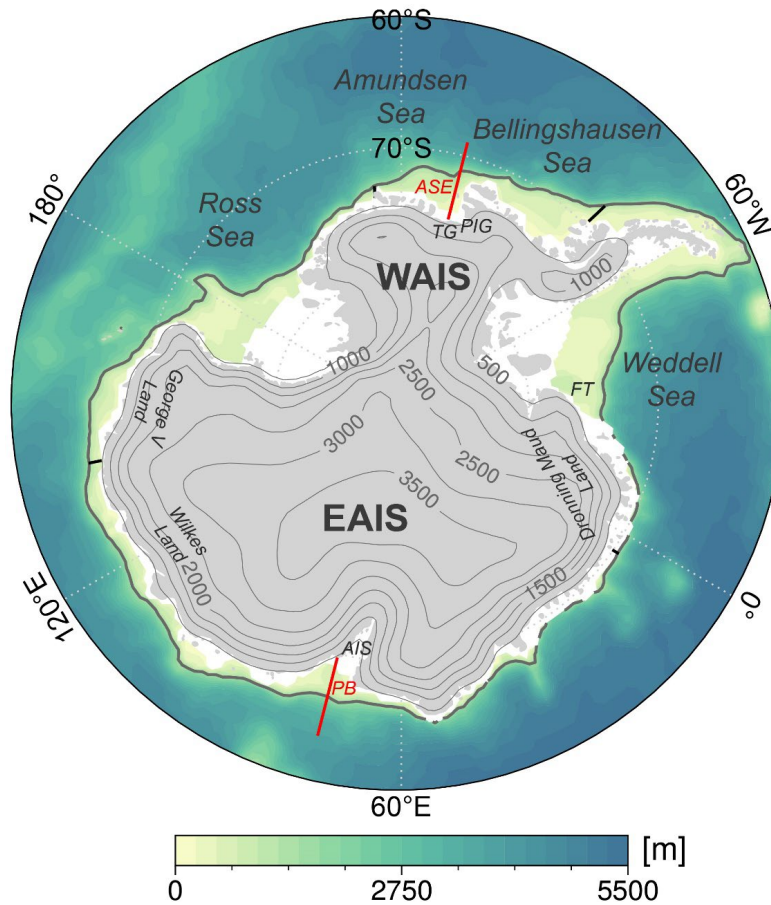 60°S
Amundsen
Sea
Bellingshausen
Sea
70°S
ASE
60°W
180°
Ross
Sea
TG
PIG
WAIS
1000
1000
500
2500
Weddell
Sea
FT
George V
Land
3000
2500
3500
Dronning Maud
Land
EAIS
Wilkes
Land
2000
1500
120°E
0°
AIS
PB
60°E
[m]
0
2750
5500